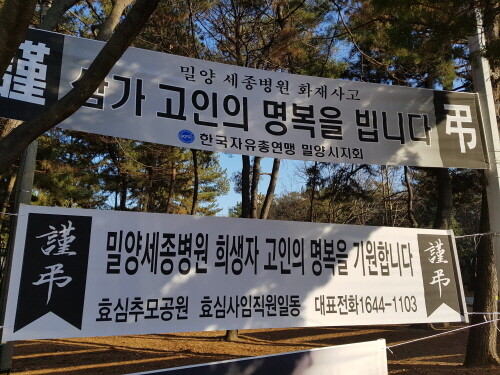 謹
밀양 세종병원 화재사고
삼가 고인의 명복을 빕니다
한국자유총연맹 밀양시지회
弔
謹弔
밀양세종병원 희생자 고인의 명복을 기원합니다
효심추모공원 효심사임직원일동 대표전화1644-1103
謹弔